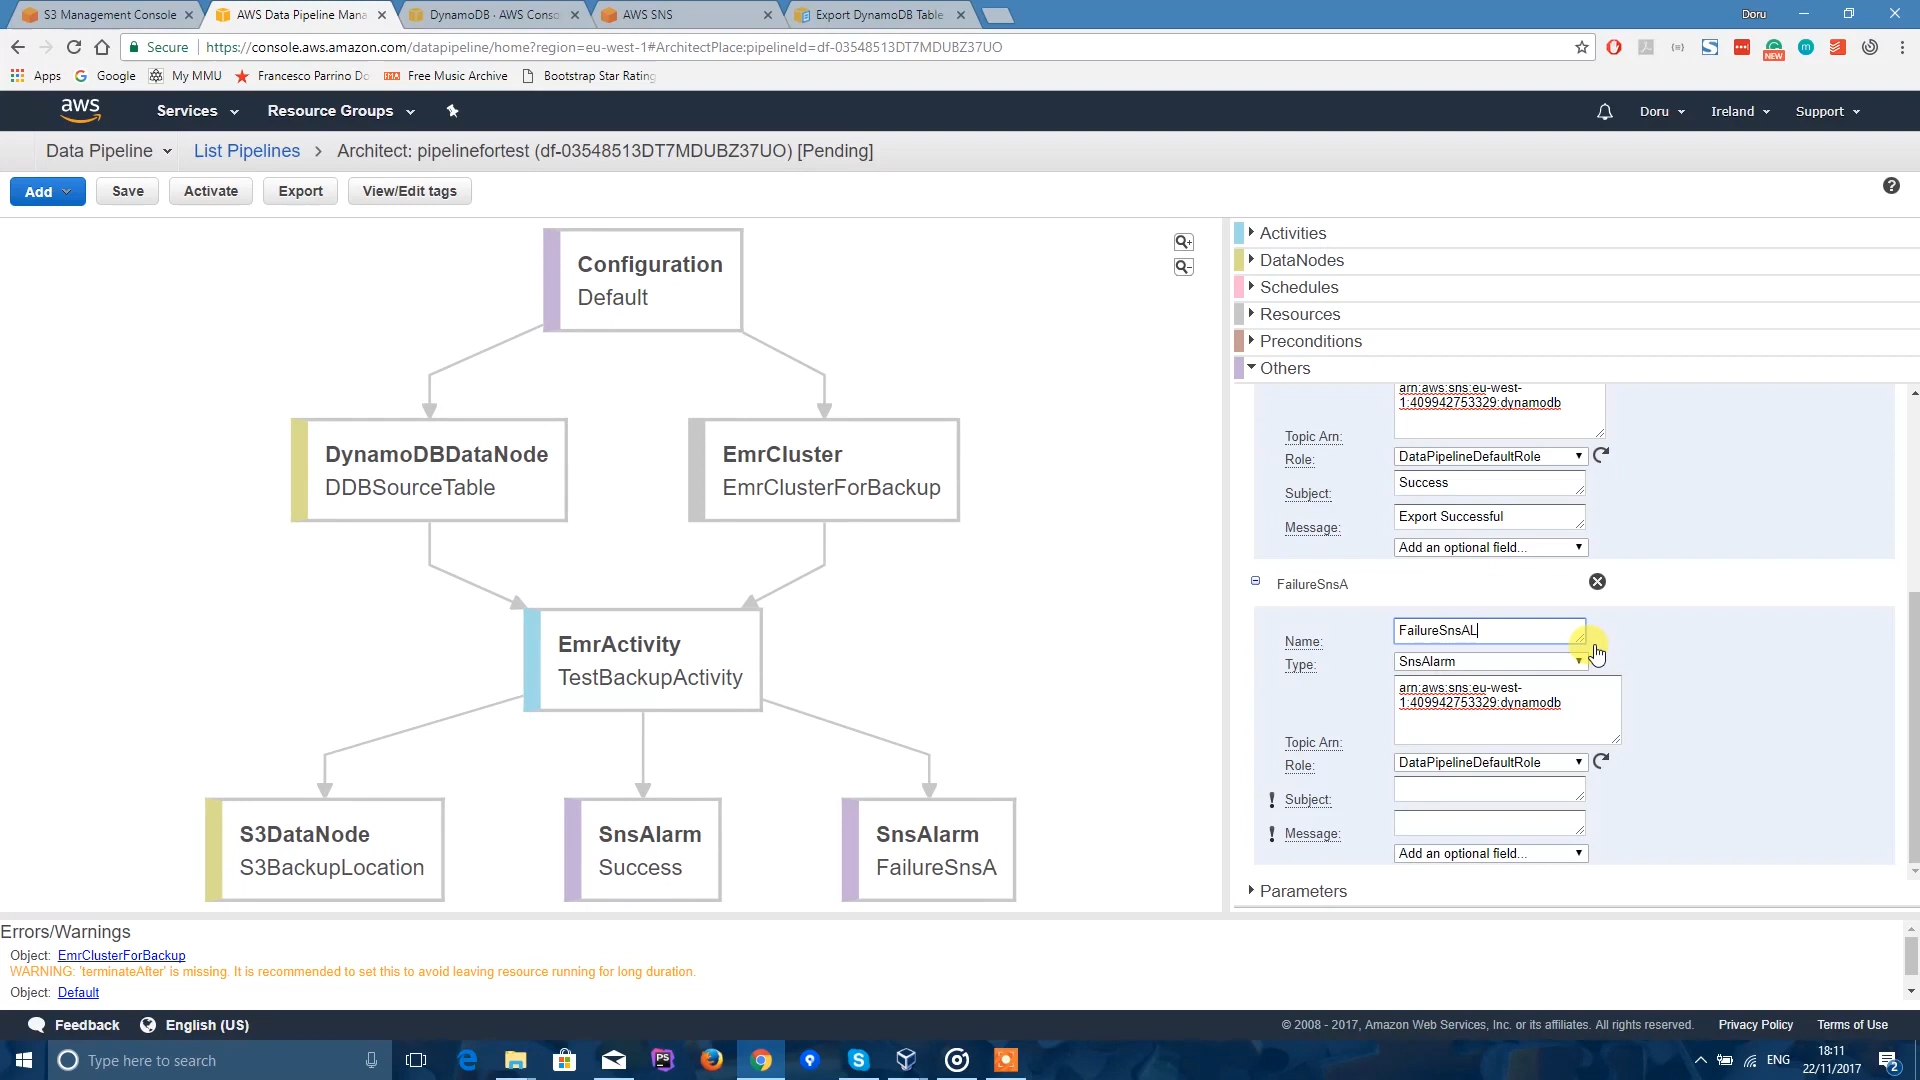 S3 Management Console
AWS Data Pipeline Mana
DynamoDB · AWS Conso
AWS SNS
Export DynamoDB Table
Doru
Secure
https://console.aws.amazon.com/datapipeline/home?region=eu-west-1#ArchitectPlace:pipelineId=df-03548513DT7MDUBZ37UO
NEW
Apps
Google
My MMU
Francesco Parrino Do
Free Music Archive
Bootstrap Star Rating
aws
Services
Resource Groups
Doru
Ireland
Support
Data Pipeline
List Pipelines
Architect: pipelinefortest (df-03548513DT7MDUBZ37UO) [Pending]
Add
Save
Activate
Export
View/Edit tags
Configuration
Default
DynamoDBDataNode
DDBSourceTable
EmrCluster
EmrClusterForBackup
EmrActivity
TestBackupActivity
S3DataNode
S3BackupLocation
SnsAlarm
Success
SnsAlarm
FailureSnsA
Activities
DataNodes
Schedules
Resources
Preconditions
Others
arn:aws:sns:eu-west-
1:409942753329:dynamodb
Topic Arn:
Role:
DataPipelineDefaultRole
Subject:
Success
Message:
Export Successful
Add an optional field...
FailureSnsA
Name:
FailureSnsAL
Type:
SnsAlarm
arn:aws:sns:eu-west-
1:409942753329:dynamodb
Topic Arn:
Role:
DataPipelineDefaultRole
! Subject:
! Message:
Add an optional field...
Parameters
Errors/Warnings
Object: EmrClusterForBackup
WARNING: 'terminateAfter' is missing. It is recommended to set this to avoid leaving resource running for long duration.
Object: Default
Feedback
English (US)
© 2008 - 2017, Amazon Web Services, Inc. or its affiliates. All rights reserved.
Privacy Policy
Terms of Use
Type here to search
PS
ENG
18:11
22/11/2017
2